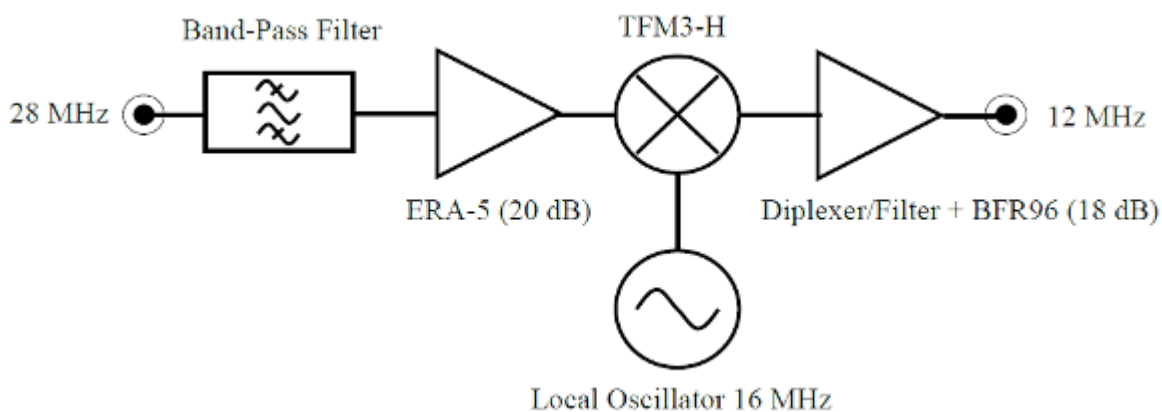 Band-Pass Filter
TFM3-H
28 MHz
12 MHz
ERA-5 (20 dB)
Diplexer/Filter + BFR96 (18 dB)
Local Oscillator 16 MHz